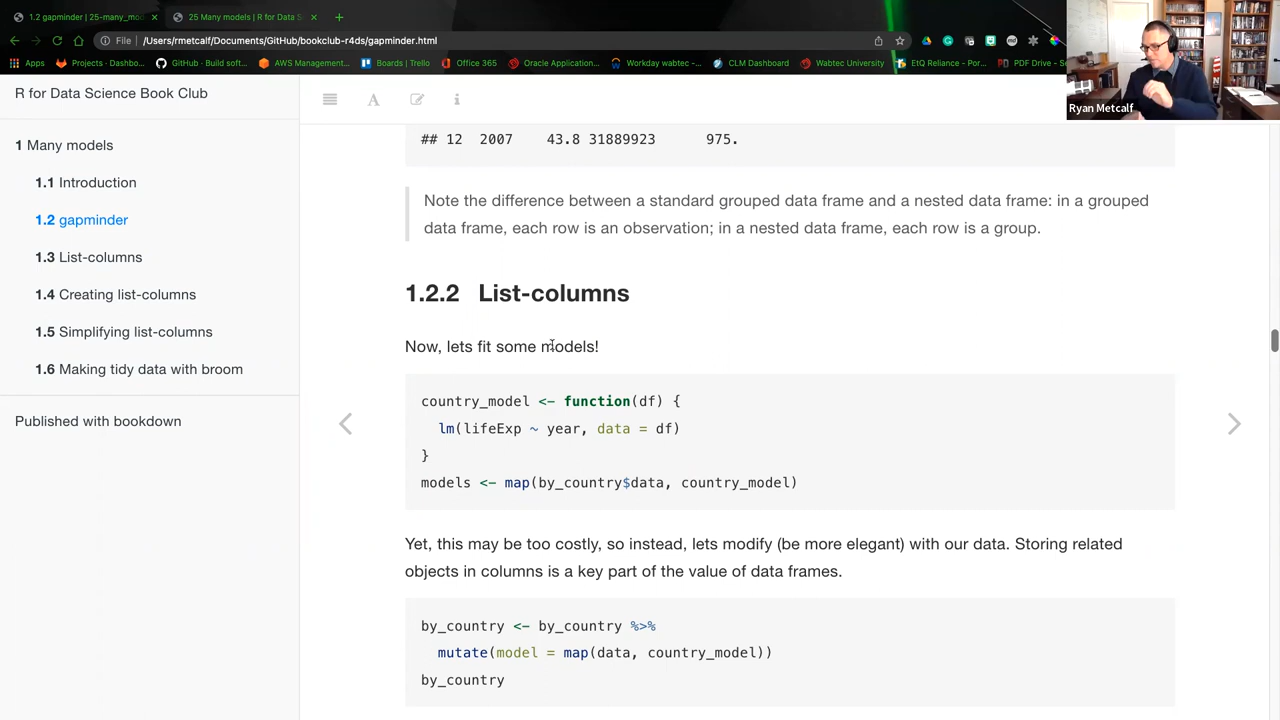 1.2 gapminder | 25-many_mod
25 Many models | R for Data S
File /Users/rmetcalf/Documents/GitHub/bookclub-r4ds/gapminder.html
Apps Projects - Dashbo... GitHub - Build soft... AWS Management... Boards | Trello Office 365 Oracle Application... Workday wabtec -... CLM Dashboard Wabtec University EtQ Reliance - Por... PDF Drive - Se
Ryan Metcalf
R for Data Science Book Club
1 Many models
1.1 Introduction
1.2 gapminder
1.3 List-columns
1.4 Creating list-columns
1.5 Simplifying list-columns
1.6 Making tidy data with broom
Published with bookdown
## 12 2007 43.8 31889923 975.
Note the difference between a standard grouped data frame and a nested data frame: in a grouped
data frame, each row is an observation; in a nested data frame, each row is a group.
1.2.2 List-columns
Now, lets fit some models!
country_model <- function(df) {
lm(lifeExp ~ year, data = df)
}
models <- map(by_country$data, country_model)
Yet, this may be too costly, so instead, lets modify (be more elegant) with our data. Storing related
objects in columns is a key part of the value of data frames.
by_country <- by_country %>%
mutate(model = map(data, country_model))
by_country